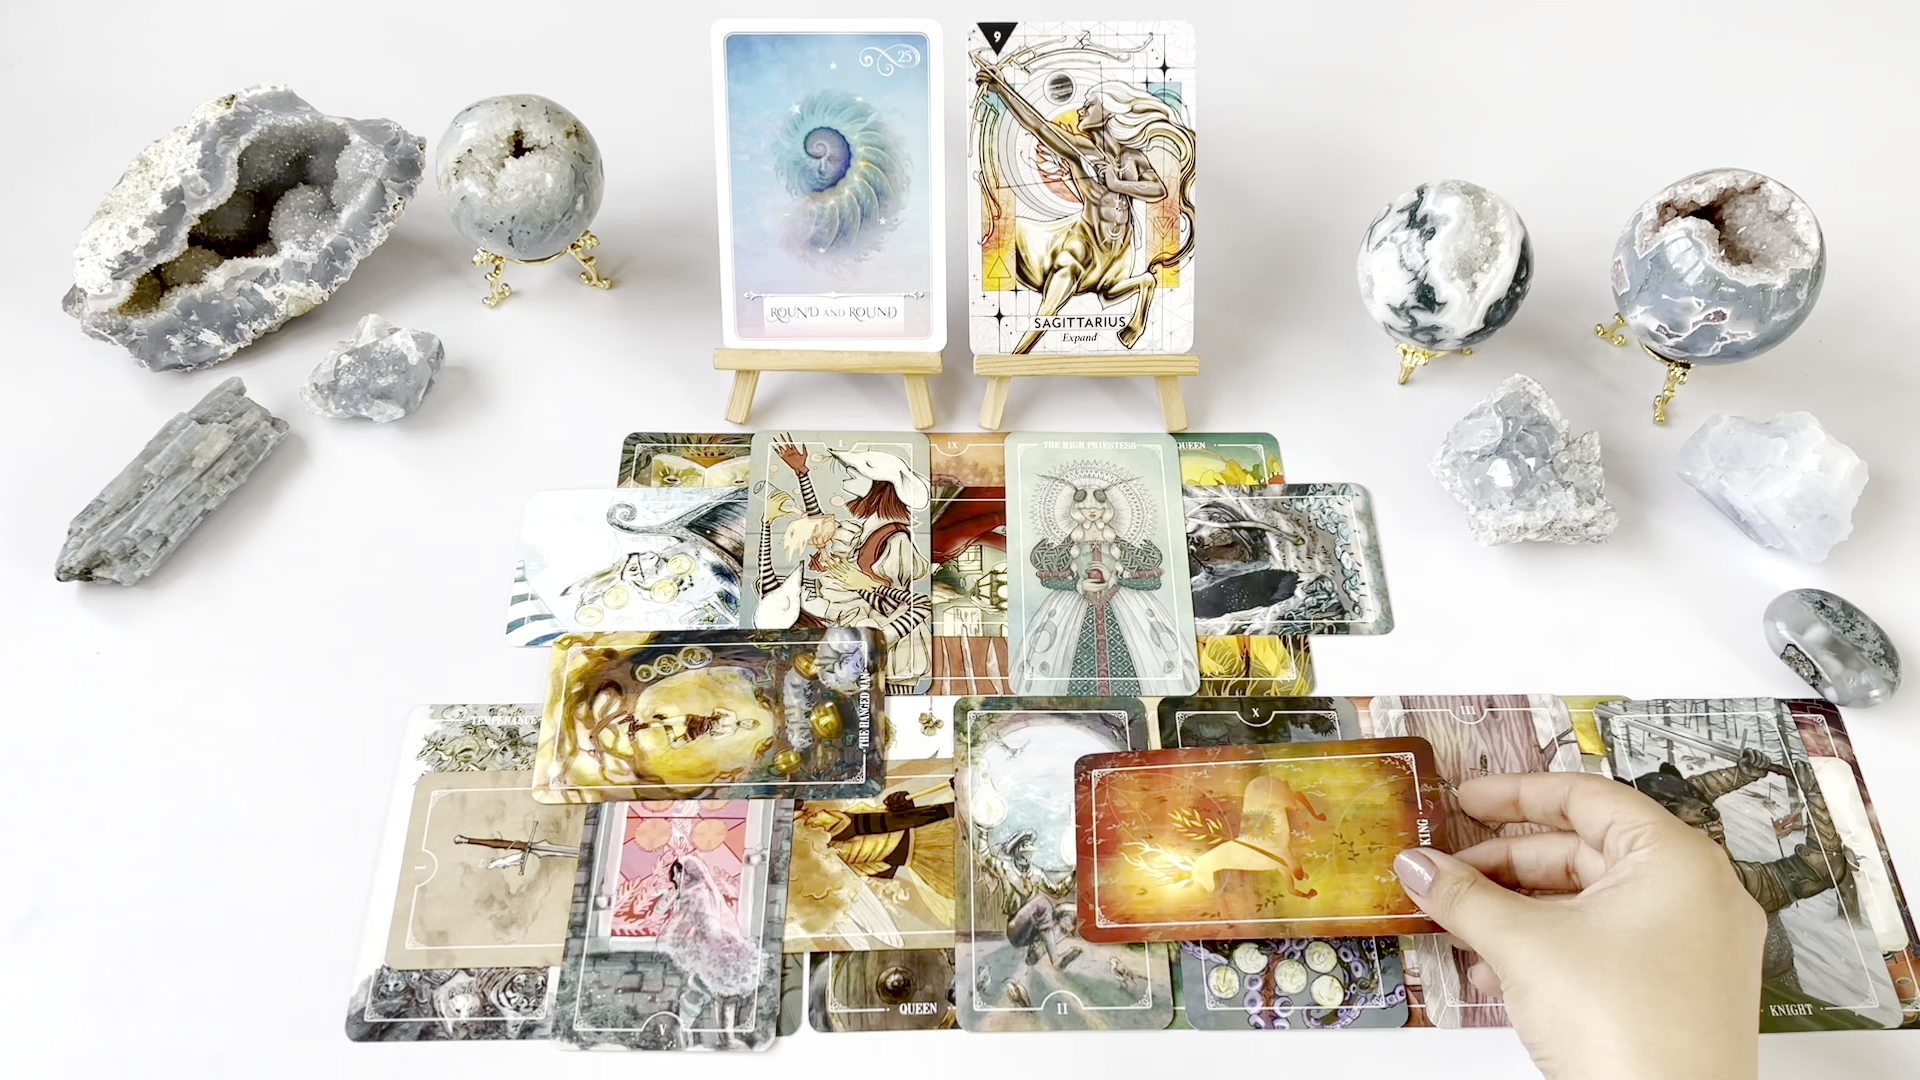 25
ROUND AND ROUND
9
SAGITTARIUS
Expand
I
IX
THE HIGH PRIESTESS
QUEEN
THE HANGED MAN
TEMPERANCE
X
III
I
KING
V
QUEEN
II
KNIGHT